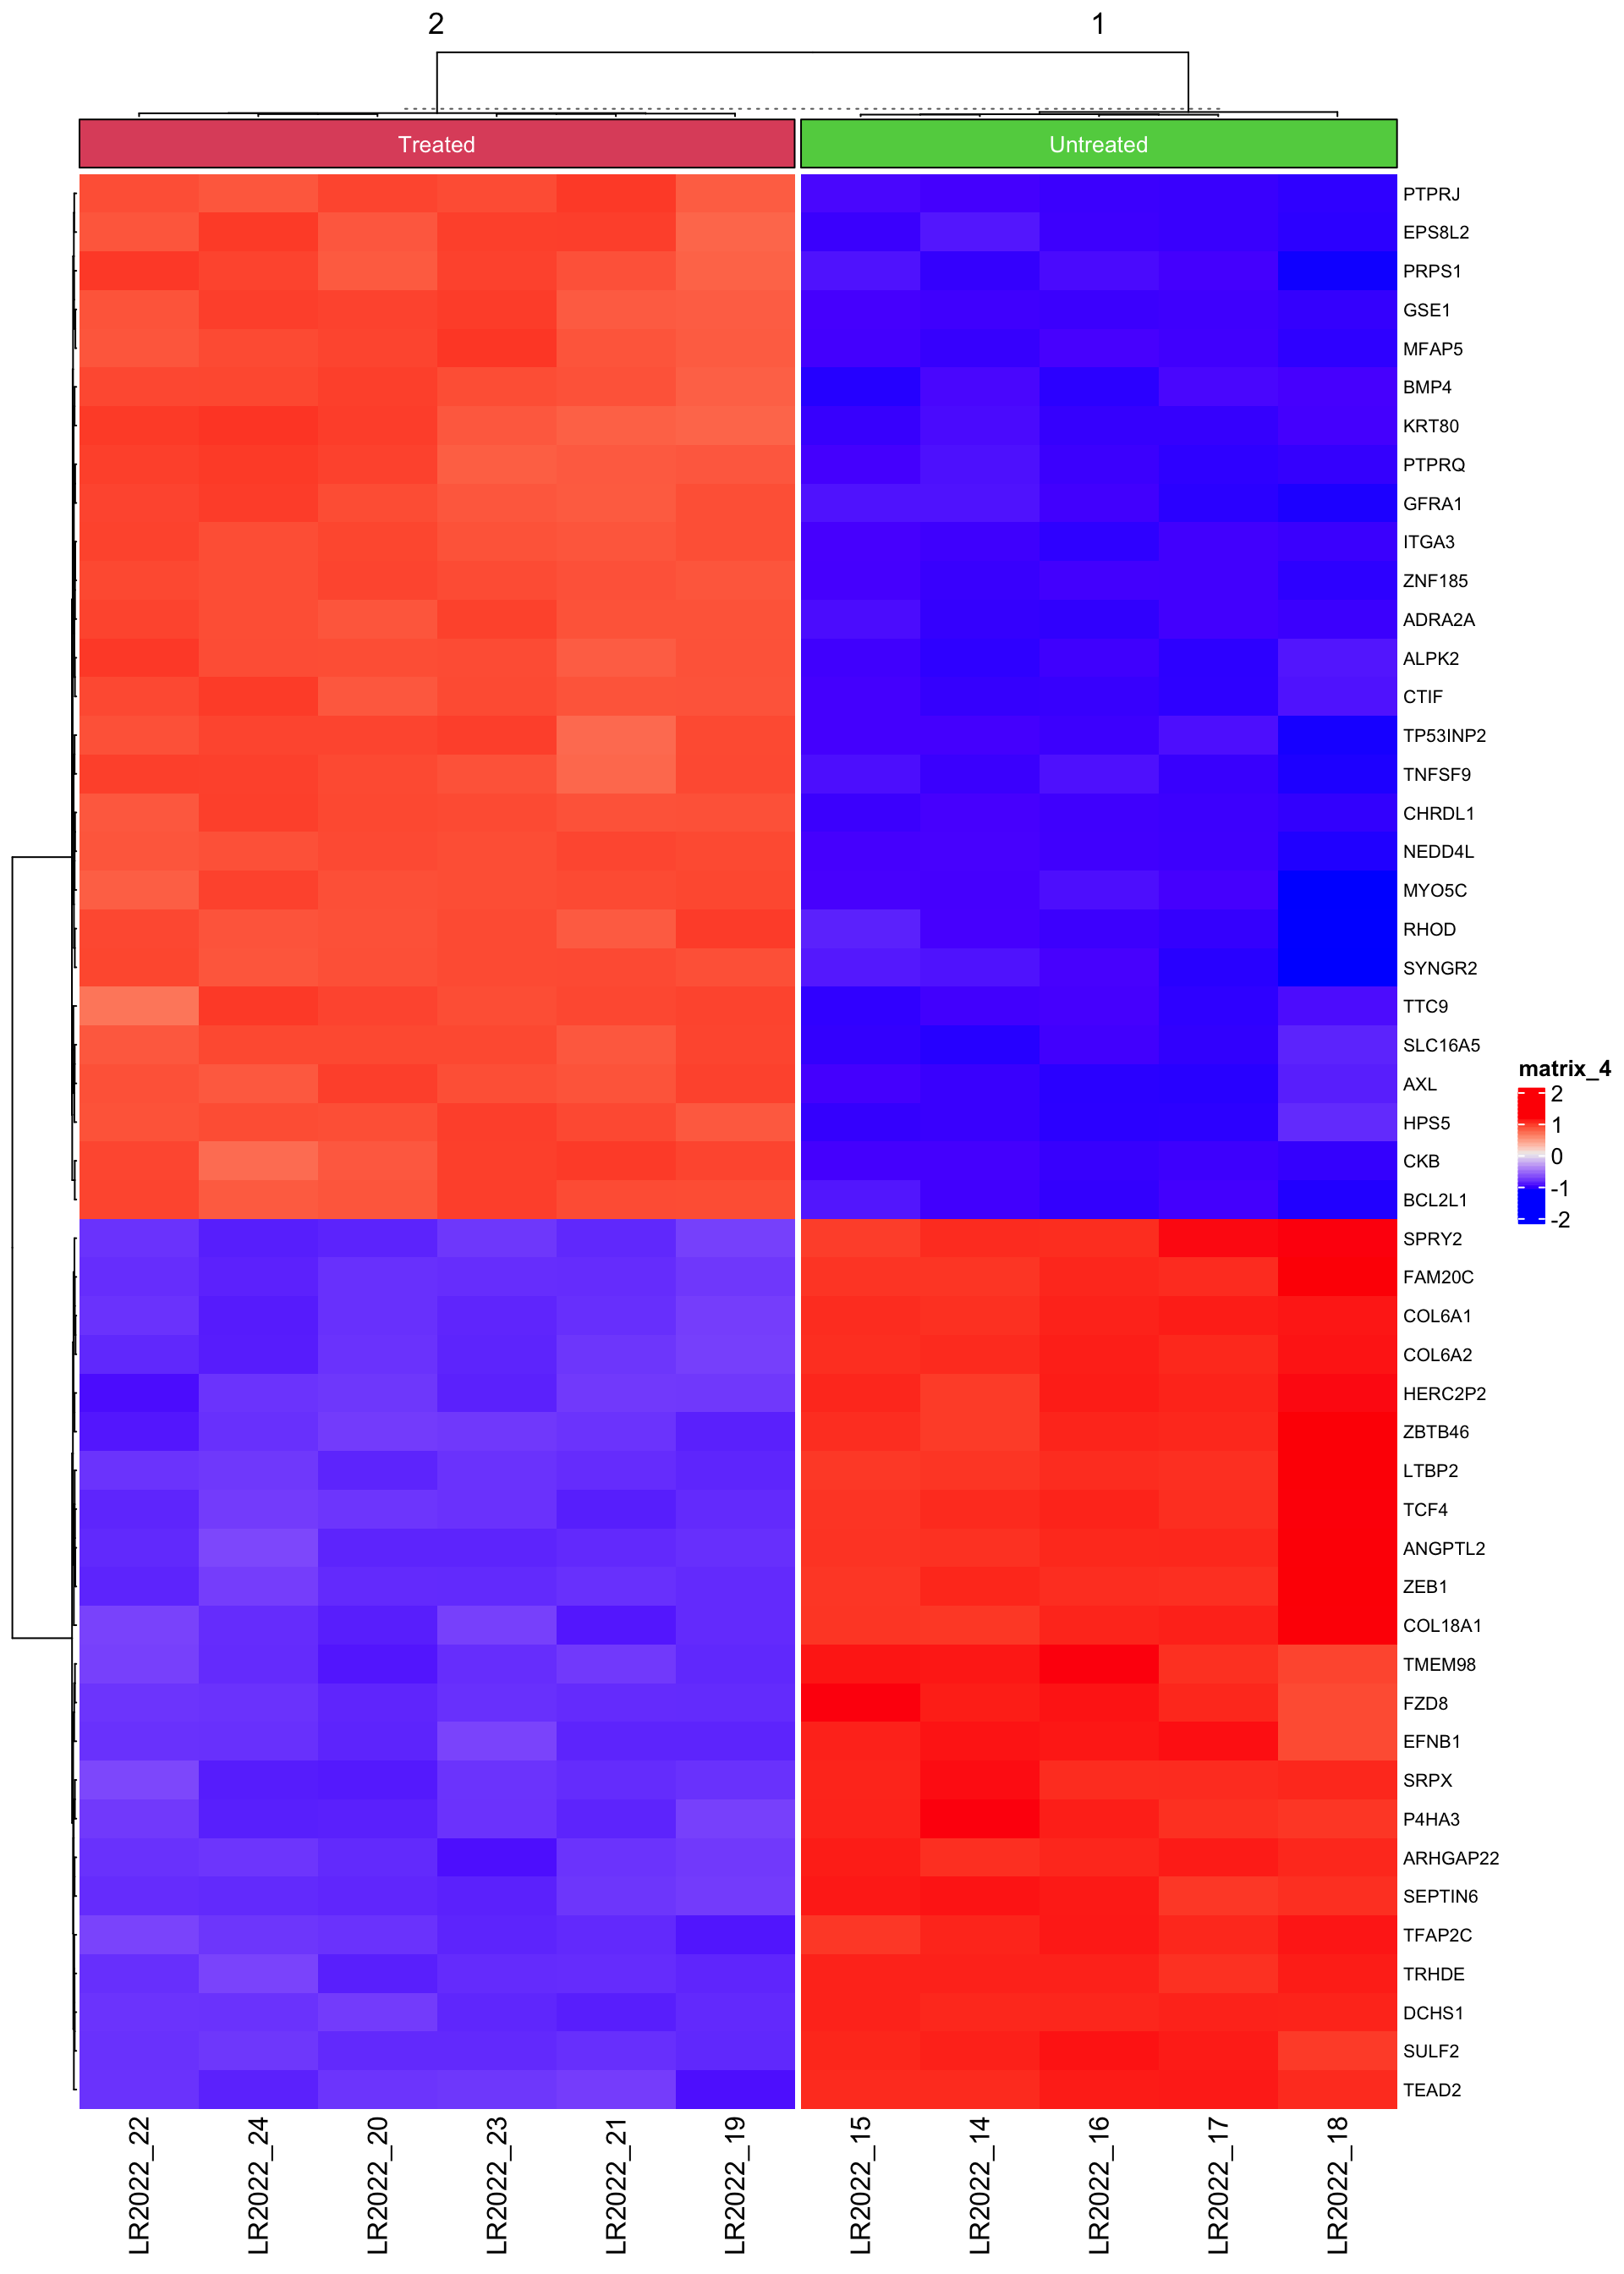 2 1
Treated Untreated
PTPRJ
EPS8L2
PRPS1
GSE1
MFAP5
BMP4
KRT80
PTPRQ
GFRA1
ITGA3
ZNF185
ADRA2A
ALPK2
CTIF
TP53INP2
TNFSF9
CHRDL1
NEDD4L
MYO5C
RHOD
SYNGR2
TTC9
SLC16A5
AXL
HPS5
CKB
BCL2L1
SPRY2
FAM20C
COL6A1
COL6A2
HERC2P2
ZBTB46
LTBP2
TCF4
ANGPTL2
ZEB1
COL18A1
TMEM98
FZD8
EFNB1
SRPX
P4HA3
ARHGAP22
SEPTIN6
TFAP2C
TRHDE
DCHS1
SULF2
TEAD2
matrix_4
2
1
0
-1
-2
LR2022_22
LR2022_24
LR2022_20
LR2022_23
LR2022_21
LR2022_19
LR2022_15
LR2022_14
LR2022_16
LR2022_17
LR2022_18